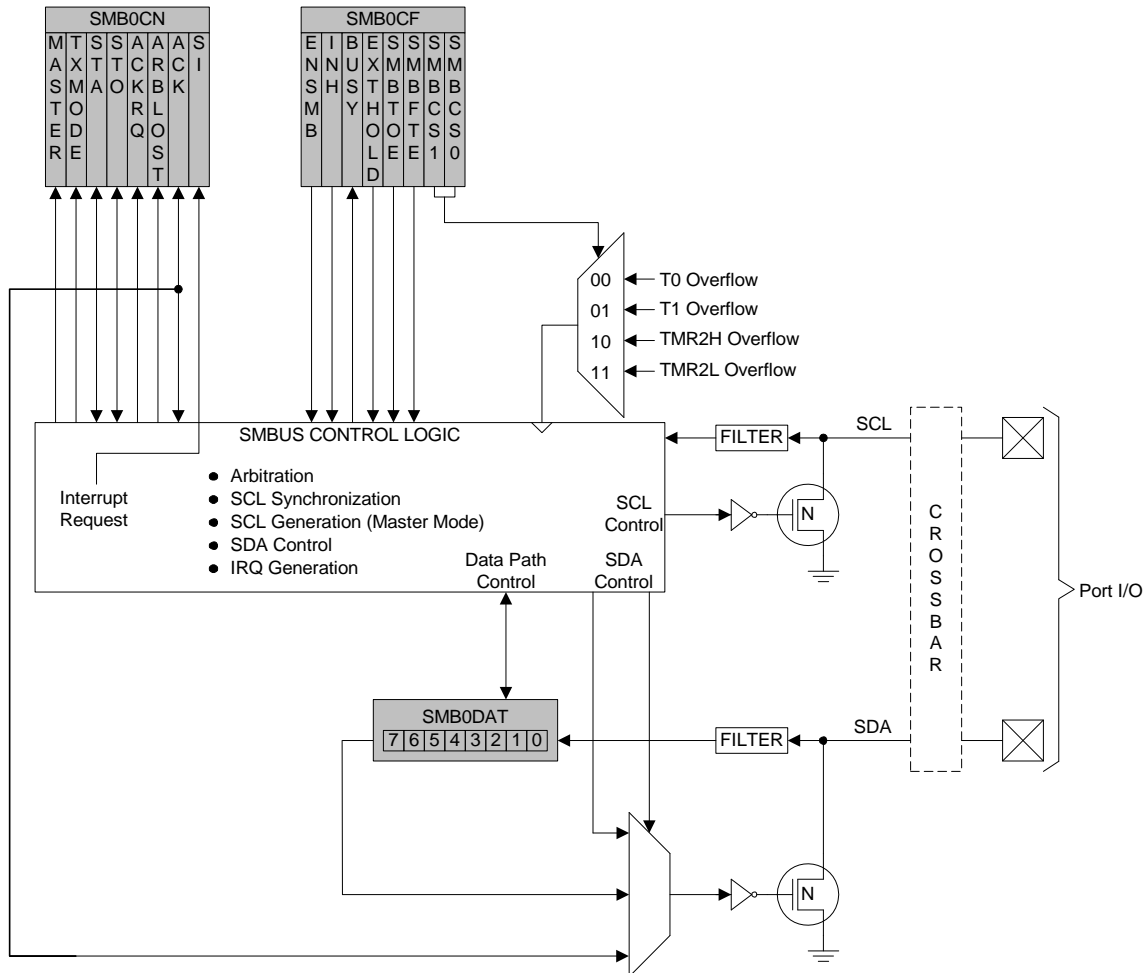 SMB0CN
MASTER
TXMODE
STA
STO
ACKRQ
ARBLOST
ACK
SI
SMB0CF
ENSMB
INH
BUSY
EXTHOLD
SMBTOE
SMBFTE
SMBCS1
SMBCS0
00
T0 Overflow
01
T1 Overflow
10
TMR2H Overflow
11
TMR2L Overflow
SMBUS CONTROL LOGIC
Interrupt
Request
● Arbitration
● SCL Synchronization
● SCL Generation (Master Mode)
● SDA Control
● IRQ Generation
SCL
Control
Data Path
Control
SDA
Control
FILTER
SCL
N
CROSSBAR
Port I/O
SMB0DAT
7 6 5 4 3 2 1 0
FILTER
SDA
N